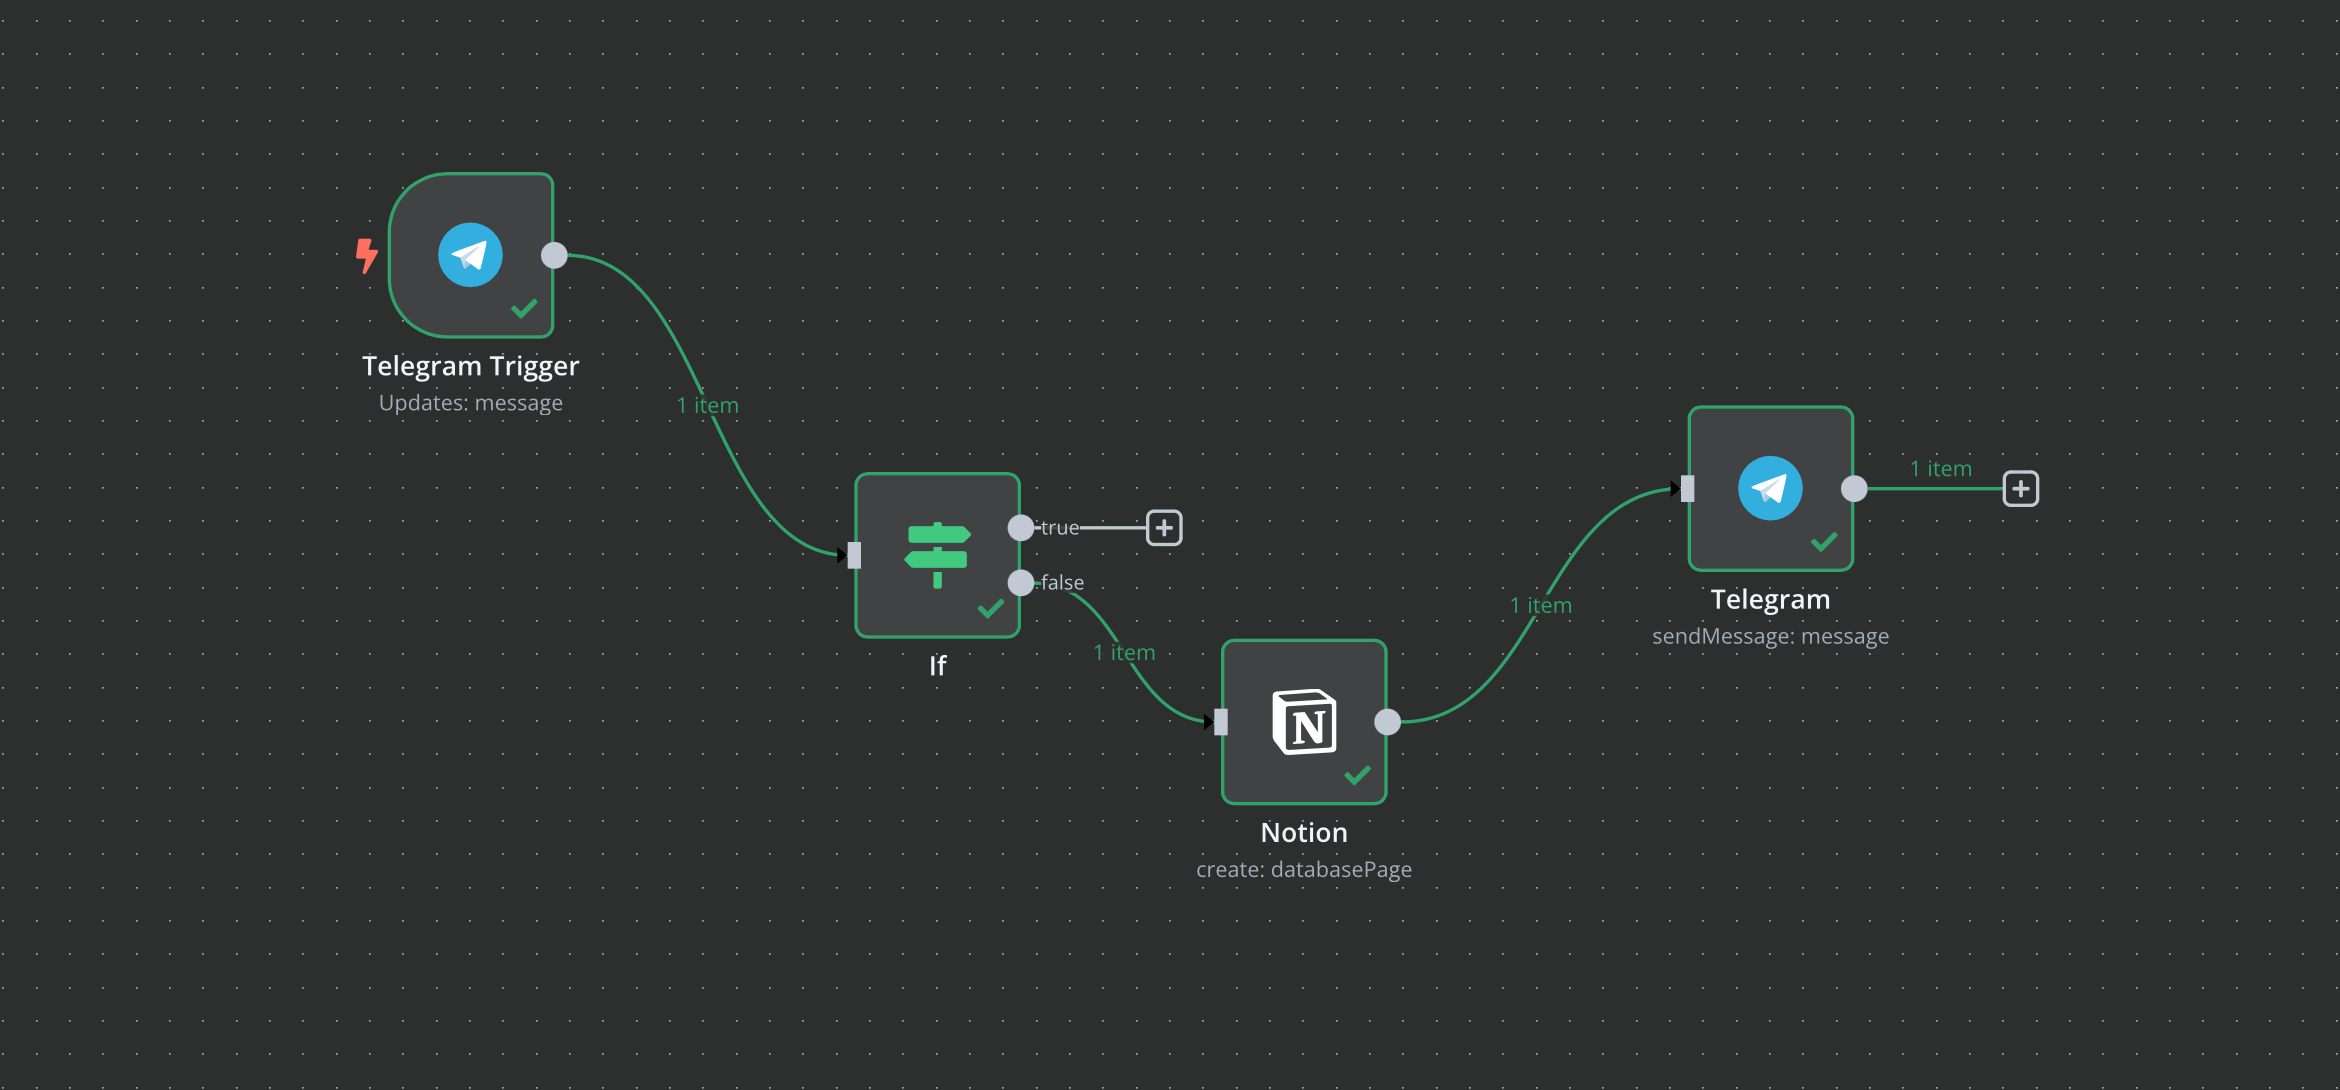 Telegram Trigger
Updates: message
1 item
If
true
false
1 item
N
Notion
create: databasePage
1 item
Telegram
sendMessage: message
1 item